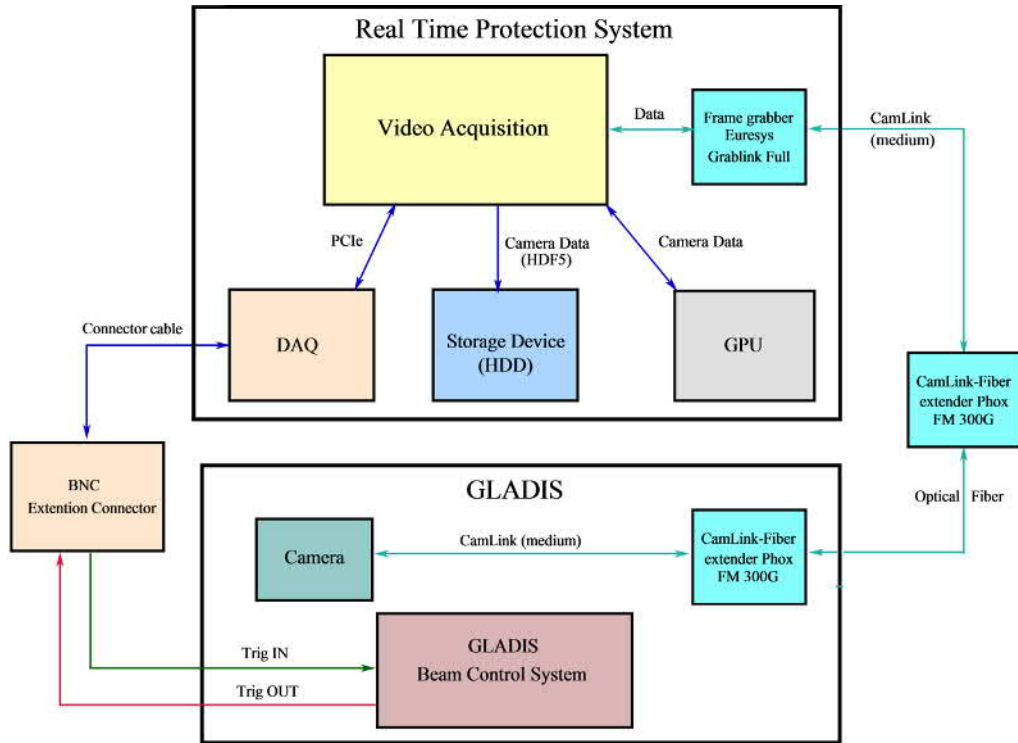 Real Time Protection System
Video Acquisition
Data
Frame grabber
Euresys
Grablink Full
CamLink
(medium)
PCIe
Camera Data
(HDF5)
Camera Data
DAQ
Storage Device
(HDD)
GPU
Connector cable
CamLink-Fiber
extender Phox
FM 300G
BNC
Extention Connector
GLADIS
Optical Fiber
Camera
CamLink (medium)
CamLink-Fiber
extender Phox
FM 300G
GLADIS
Beam Control System
Trig IN
Trig OUT